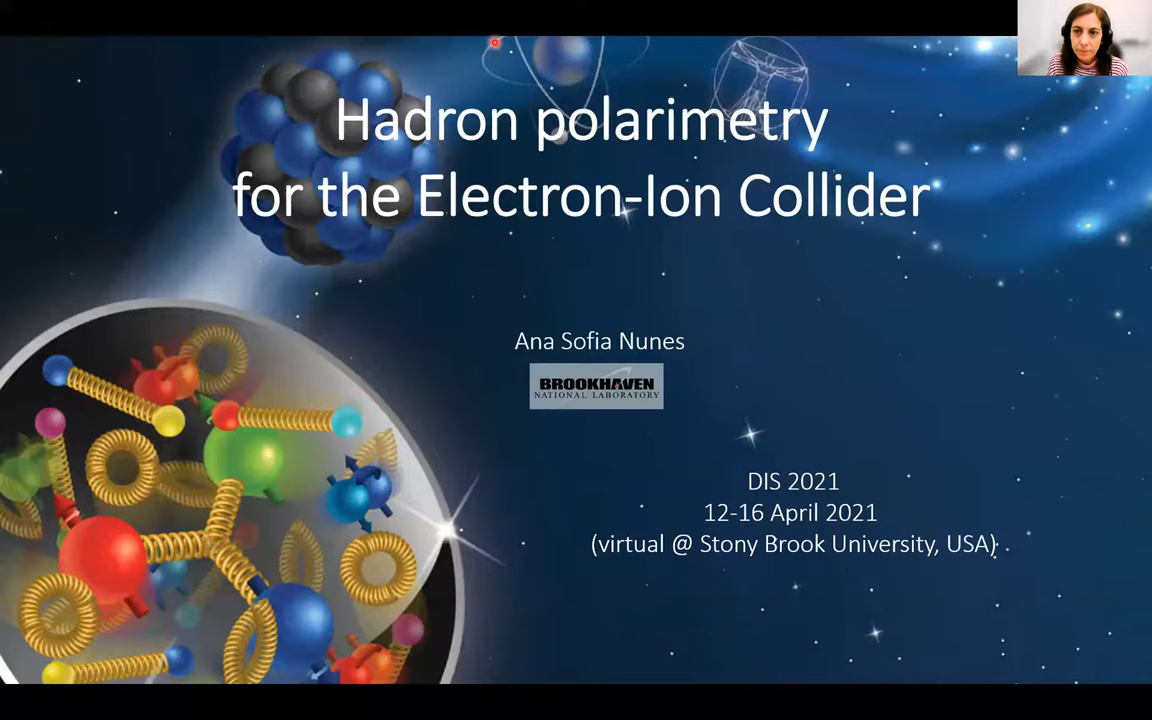 Hadron polarimetry
for the Electron-Ion Collider
Ana Sofia Nunes
BROOKHAVEN
NATIONAL LABORATORY
DIS 2021
12-16 April 2021
(virtual @ Stony Brook University, USA)